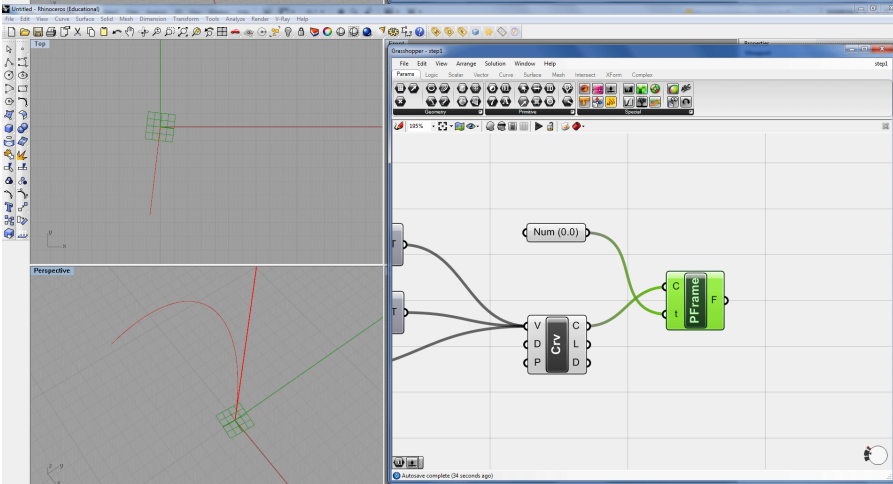 Untitled - Rhinoceros (Educational)
File Edit View Curve Surface Solid Mesh Dimension Transform Tools Analyze Render V-Ray Help
Top
y
x
Perspective
z
y
x
Grasshopper - step1
File Edit View Arrange Solution Window Help
step1
Params Logic Scalar Vector Curve Surface Mesh Intersect XForm Complex
Geometry
Primitive
Special
195%
Num (0.0)
T
T
V
D
P
Crv
C
L
D
C
t
PFrame
F
Autosave complete (34 seconds ago)